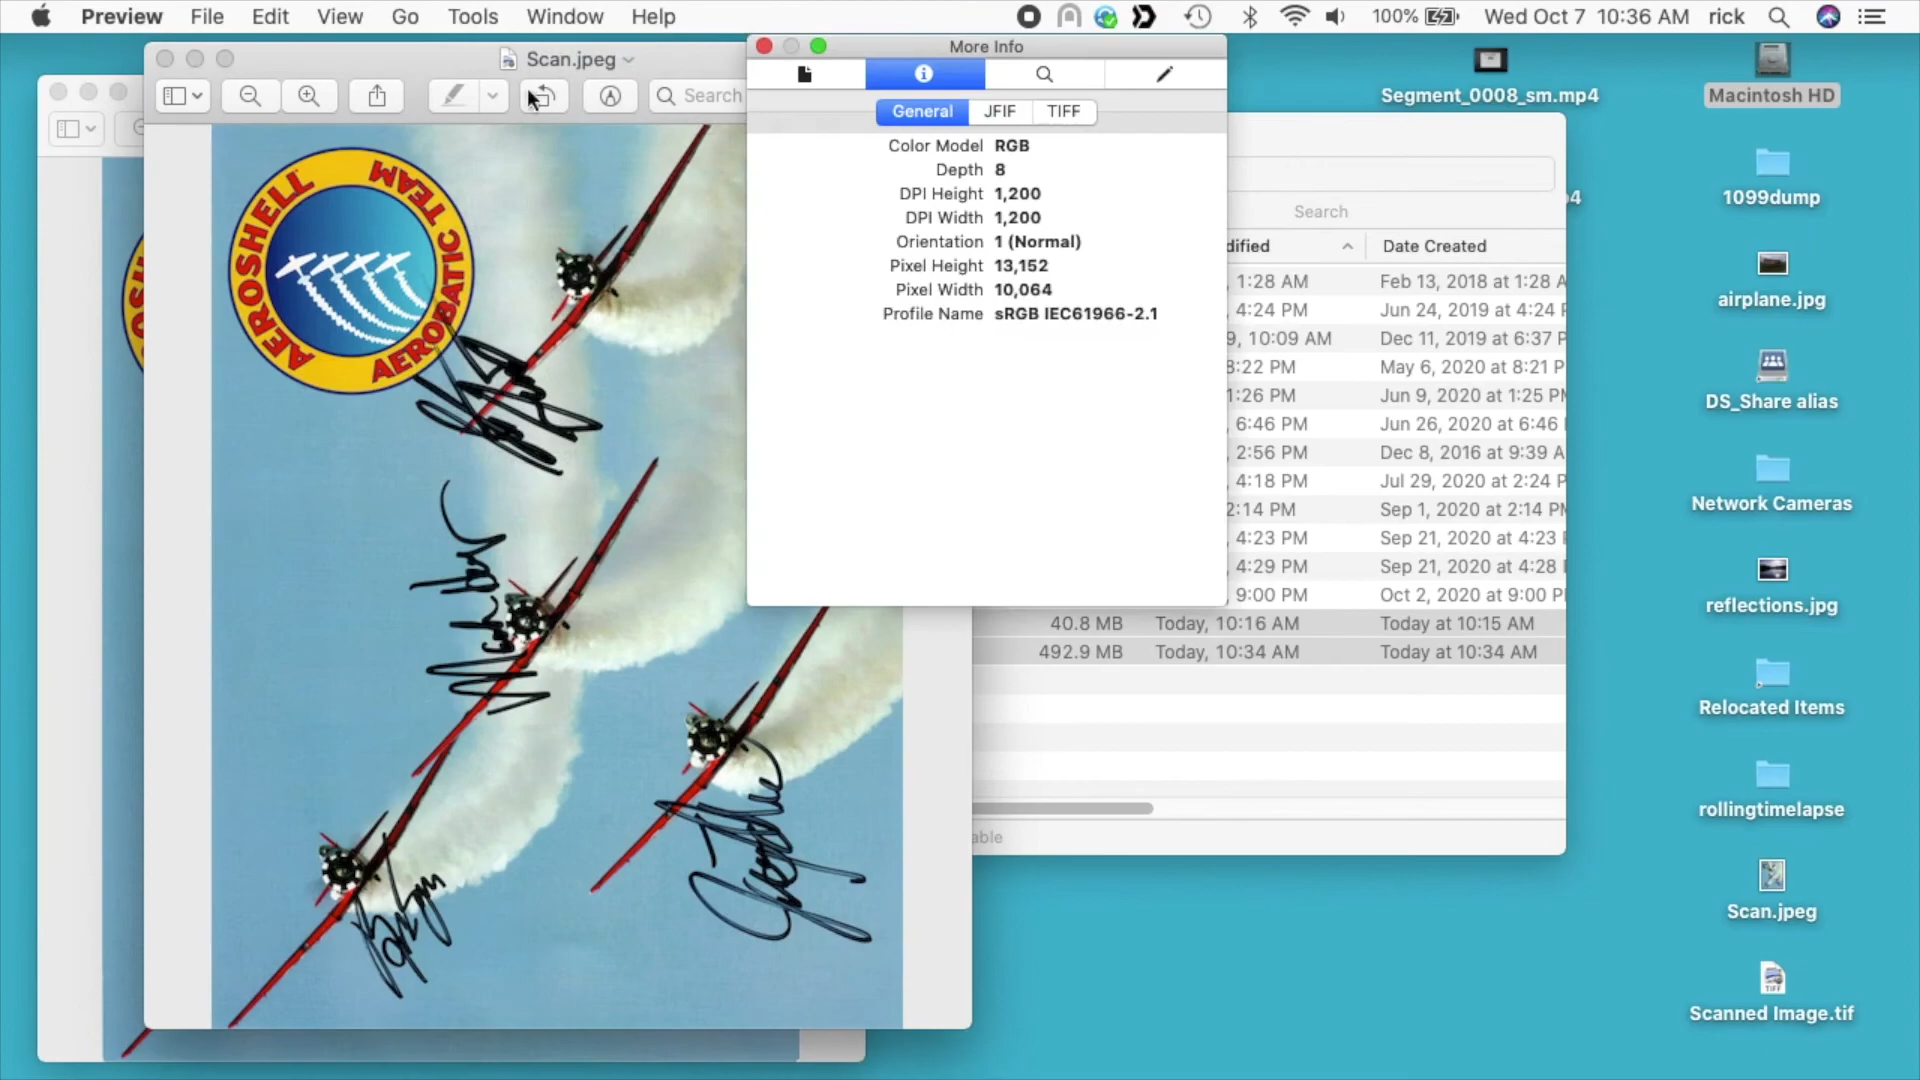 Preview File Edit View Go Tools Window Help 100% Wed Oct 7 10:36 AM rick
Scan.jpeg
Search
AEROSHELL
AEROBATIC TEAM
More Info
General JFIF TIFF
Color Model RGB
Depth 8
DPI Height 1,200
DPI Width 1,200
Orientation 1 (Normal)
Pixel Height 13,152
Pixel Width 10,064
Profile Name sRGB IEC61966-2.1
Search
dified Date Created
1:28 AM Feb 13, 2018 at 1:28 A
4:24 PM Jun 24, 2019 at 4:24
9, 10:09 AM Dec 11, 2019 at 6:37 P
8:22 PM May 6, 2020 at 8:21 P
1:26 PM Jun 9, 2020 at 1:25 PM
6:46 PM Jun 26, 2020 at 6:46
2:56 PM Dec 8, 2016 at 9:39 A
4:18 PM Jul 29, 2020 at 2:24 P
2:14 PM Sep 1, 2020 at 2:14 PM
4:23 PM Sep 21, 2020 at 4:23
4:29 PM Sep 21, 2020 at 4:28
9:00 PM Oct 2, 2020 at 9:00 P
40.8 MB Today, 10:16 AM Today at 10:15 AM
492.9 MB Today, 10:34 AM Today at 10:34 AM
able
Segment_0008_sm.mp4
p4
Macintosh HD
1099dump
airplane.jpg
DS_Share alias
Network Cameras
reflections.jpg
Relocated Items
rollingtimelapse
Scan.jpeg
TIFF
Scanned Image.tif